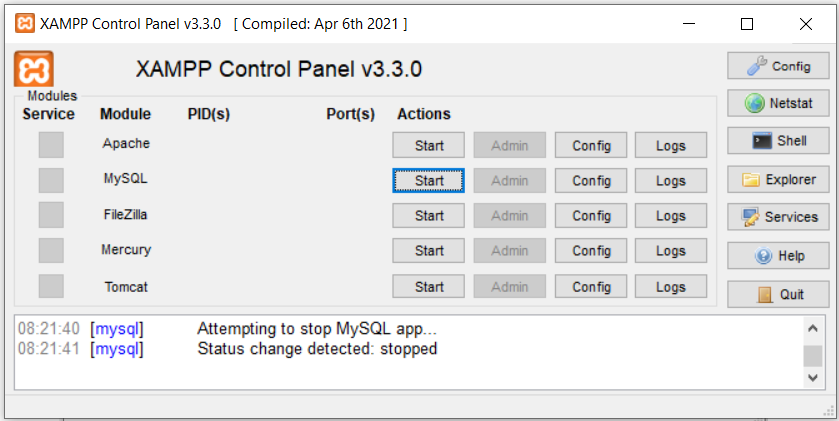 XAMPP Control Panel v3.3.0 [ Compiled: Apr 6th 2021 ]
XAMPP Control Panel v3.3.0
Config
Modules
Service Module PID(s) Port(s) Actions
Netstat
Apache Start Admin Config Logs
Shell
MySQL Start Admin Config Logs
Explorer
FileZilla Start Admin Config Logs
Services
Mercury Start Admin Config Logs
Help
Tomcat Start Admin Config Logs
Quit
08:21:40 [mysql] Attempting to stop MySQL app...
08:21:41 [mysql] Status change detected: stopped